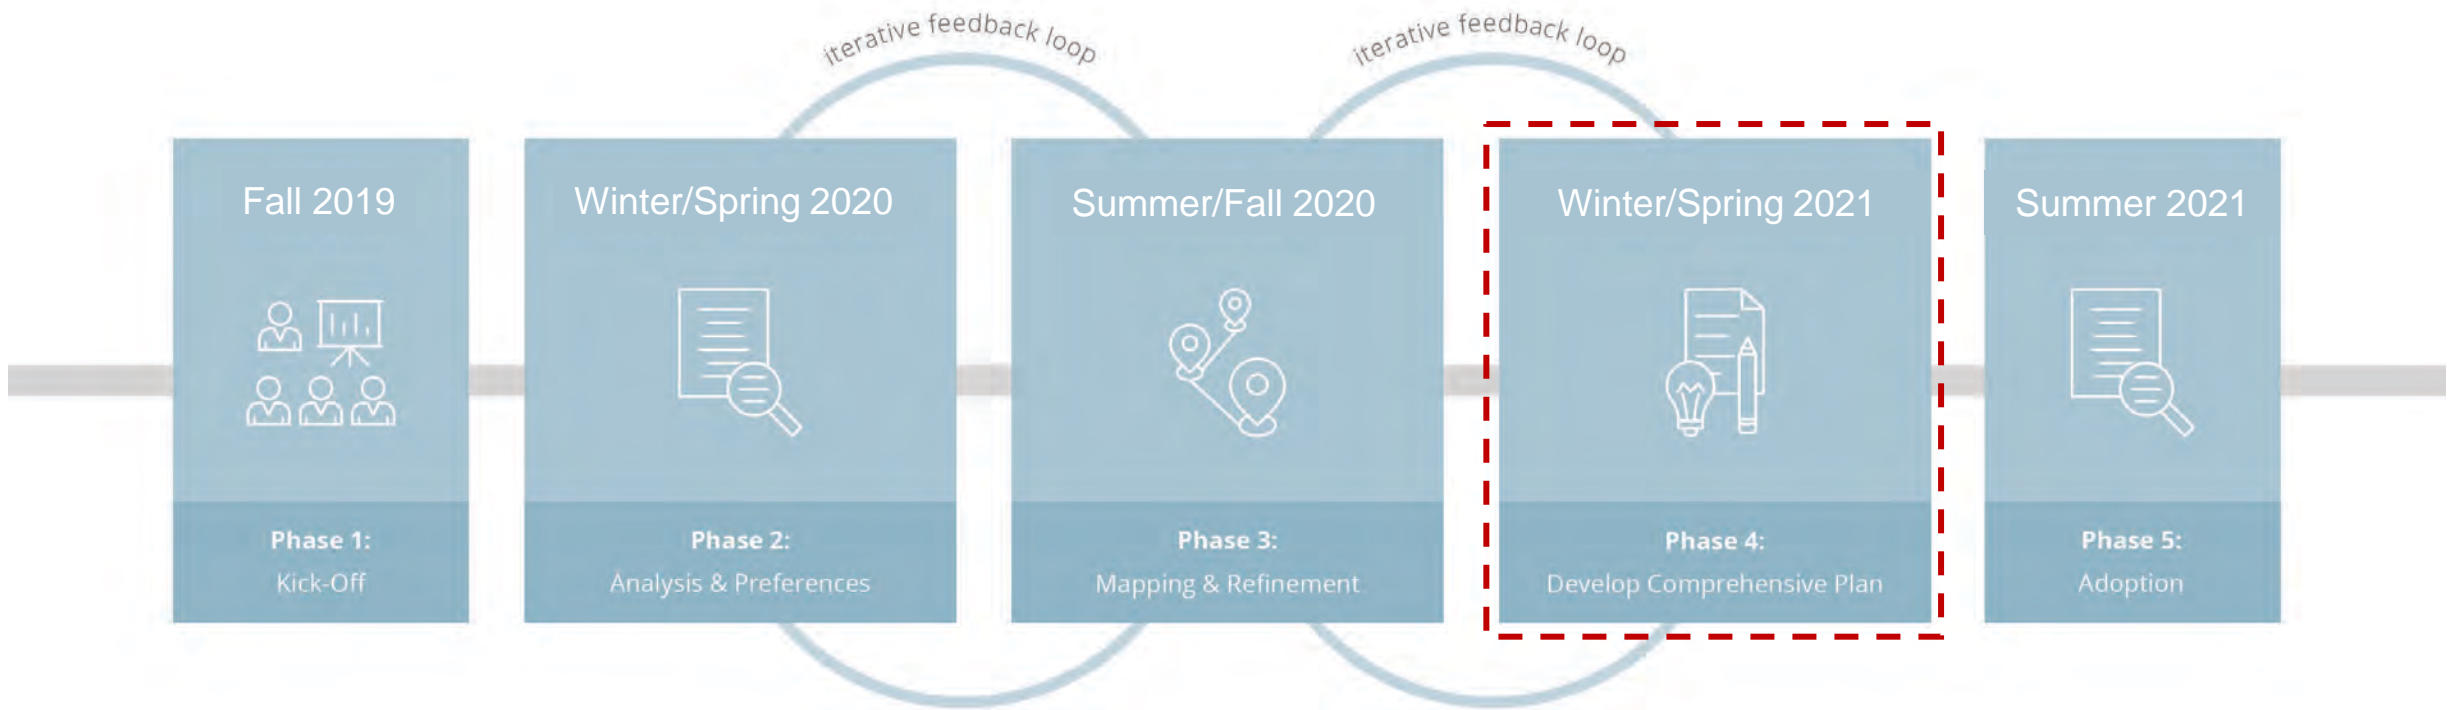 iterative feedback loop
iterative feedback loop
Fall 2019
Phase 1:
Kick-Off
Winter/Spring 2020
Phase 2:
Analysis & Preferences
Summer/Fall 2020
Phase 3:
Mapping & Refinement
Winter/Spring 2021
Phase 4:
Develop Comprehensive Plan
Summer 2021
Phase 5:
Adoption